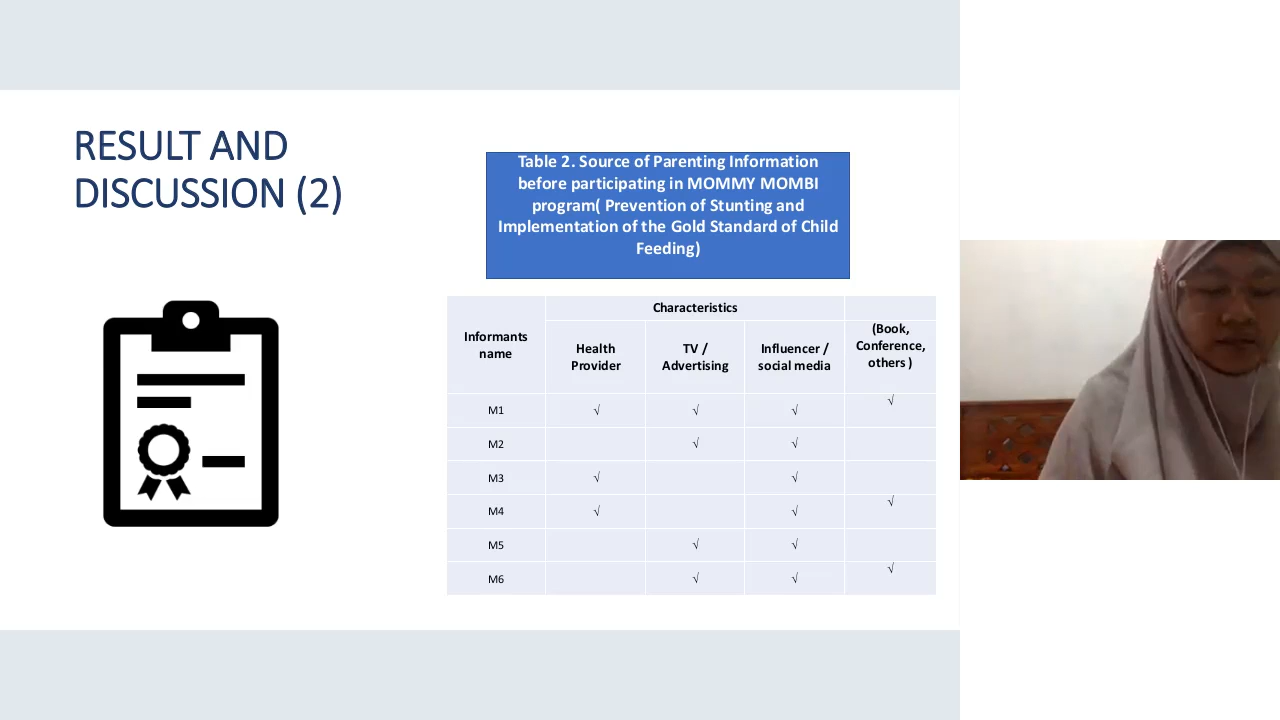 RESULT AND
DISCUSSION (2)
Table 2. Source of Parenting Information
before participating in MOMMY MOMBI
program( Prevention of Stunting and
Implementation of the Gold Standard of Child
Feeding)
Informants
name
Characteristics
Health
Provider
TV /
Advertising
Influencer /
social media
(Book,
Conference,
others )
M1 √ √ √ √
M2 √ √
M3 √ √
M4 √ √ √
M5 √ √
M6 √ √ √